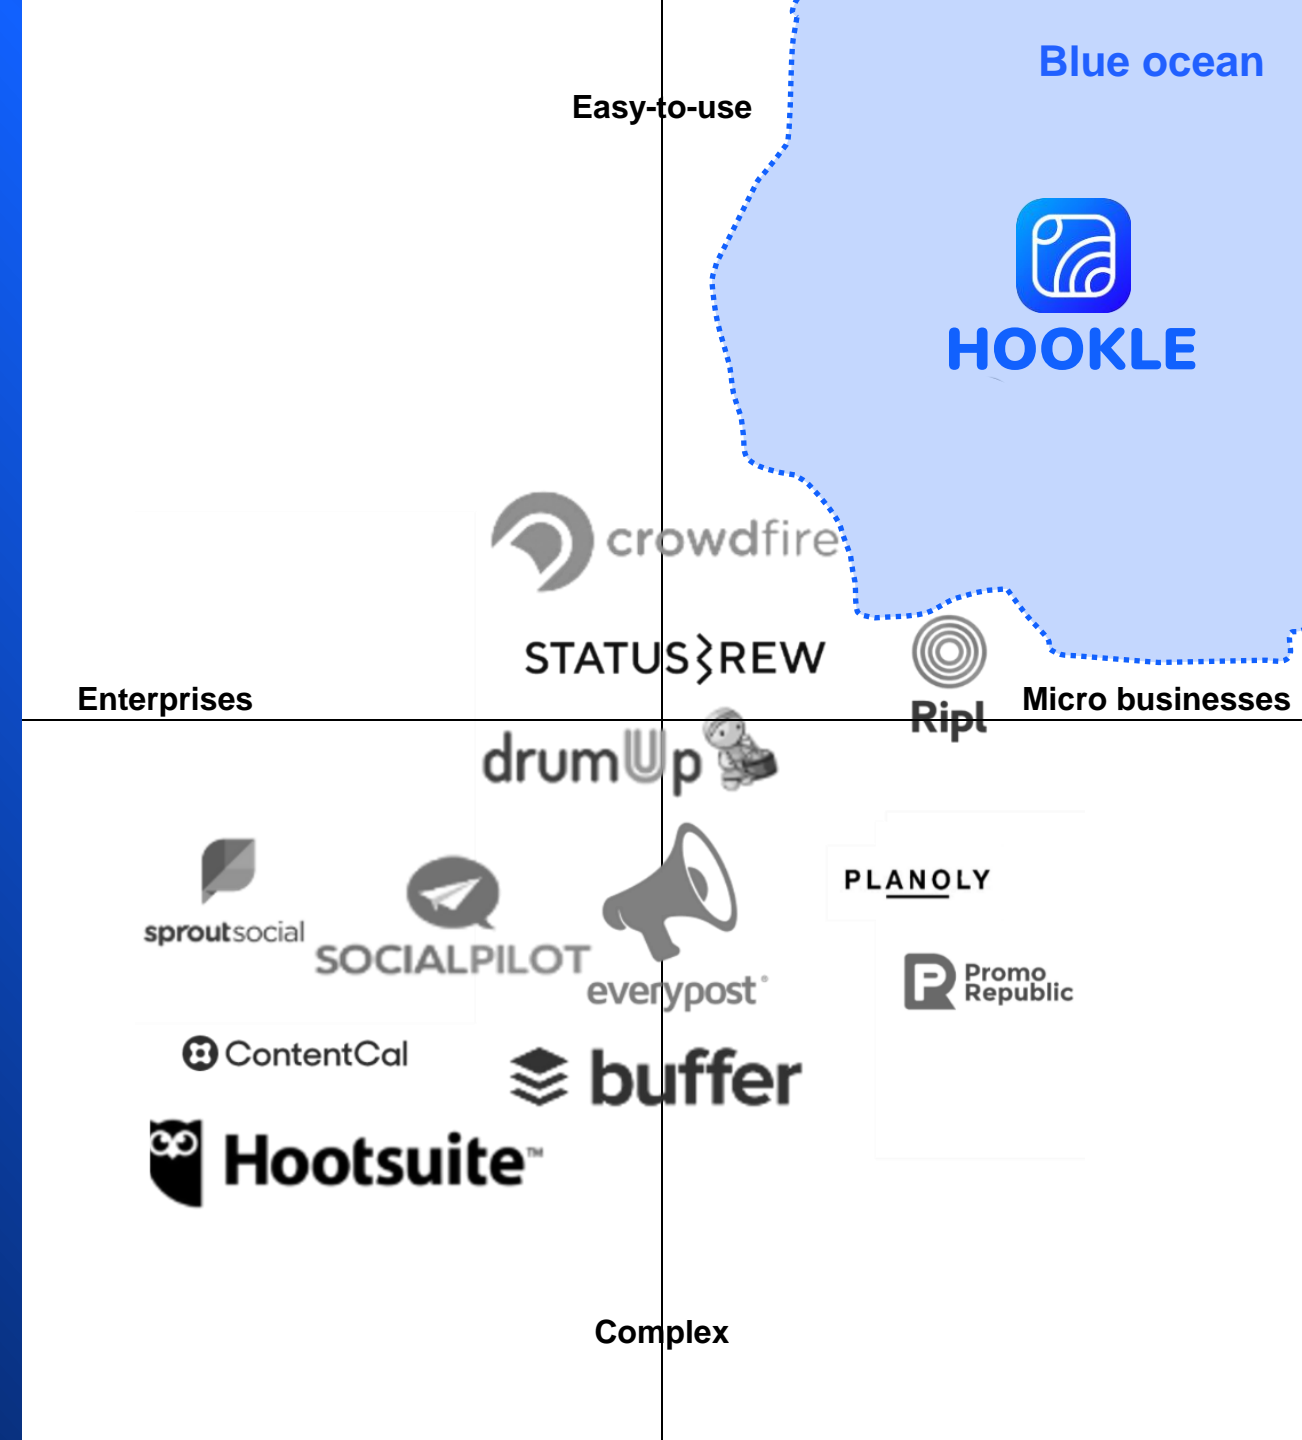 Blue ocean
Easy-to-use
HOOKLE
crowdfire
STATUSBREW
Enterprises
Micro businesses
Ripl
drumUp
PLANOLY
sproutsocial
SOCIALPILOT
everypost
Promo
Republic
ContentCal
buffer
Hootsuite™
Complex